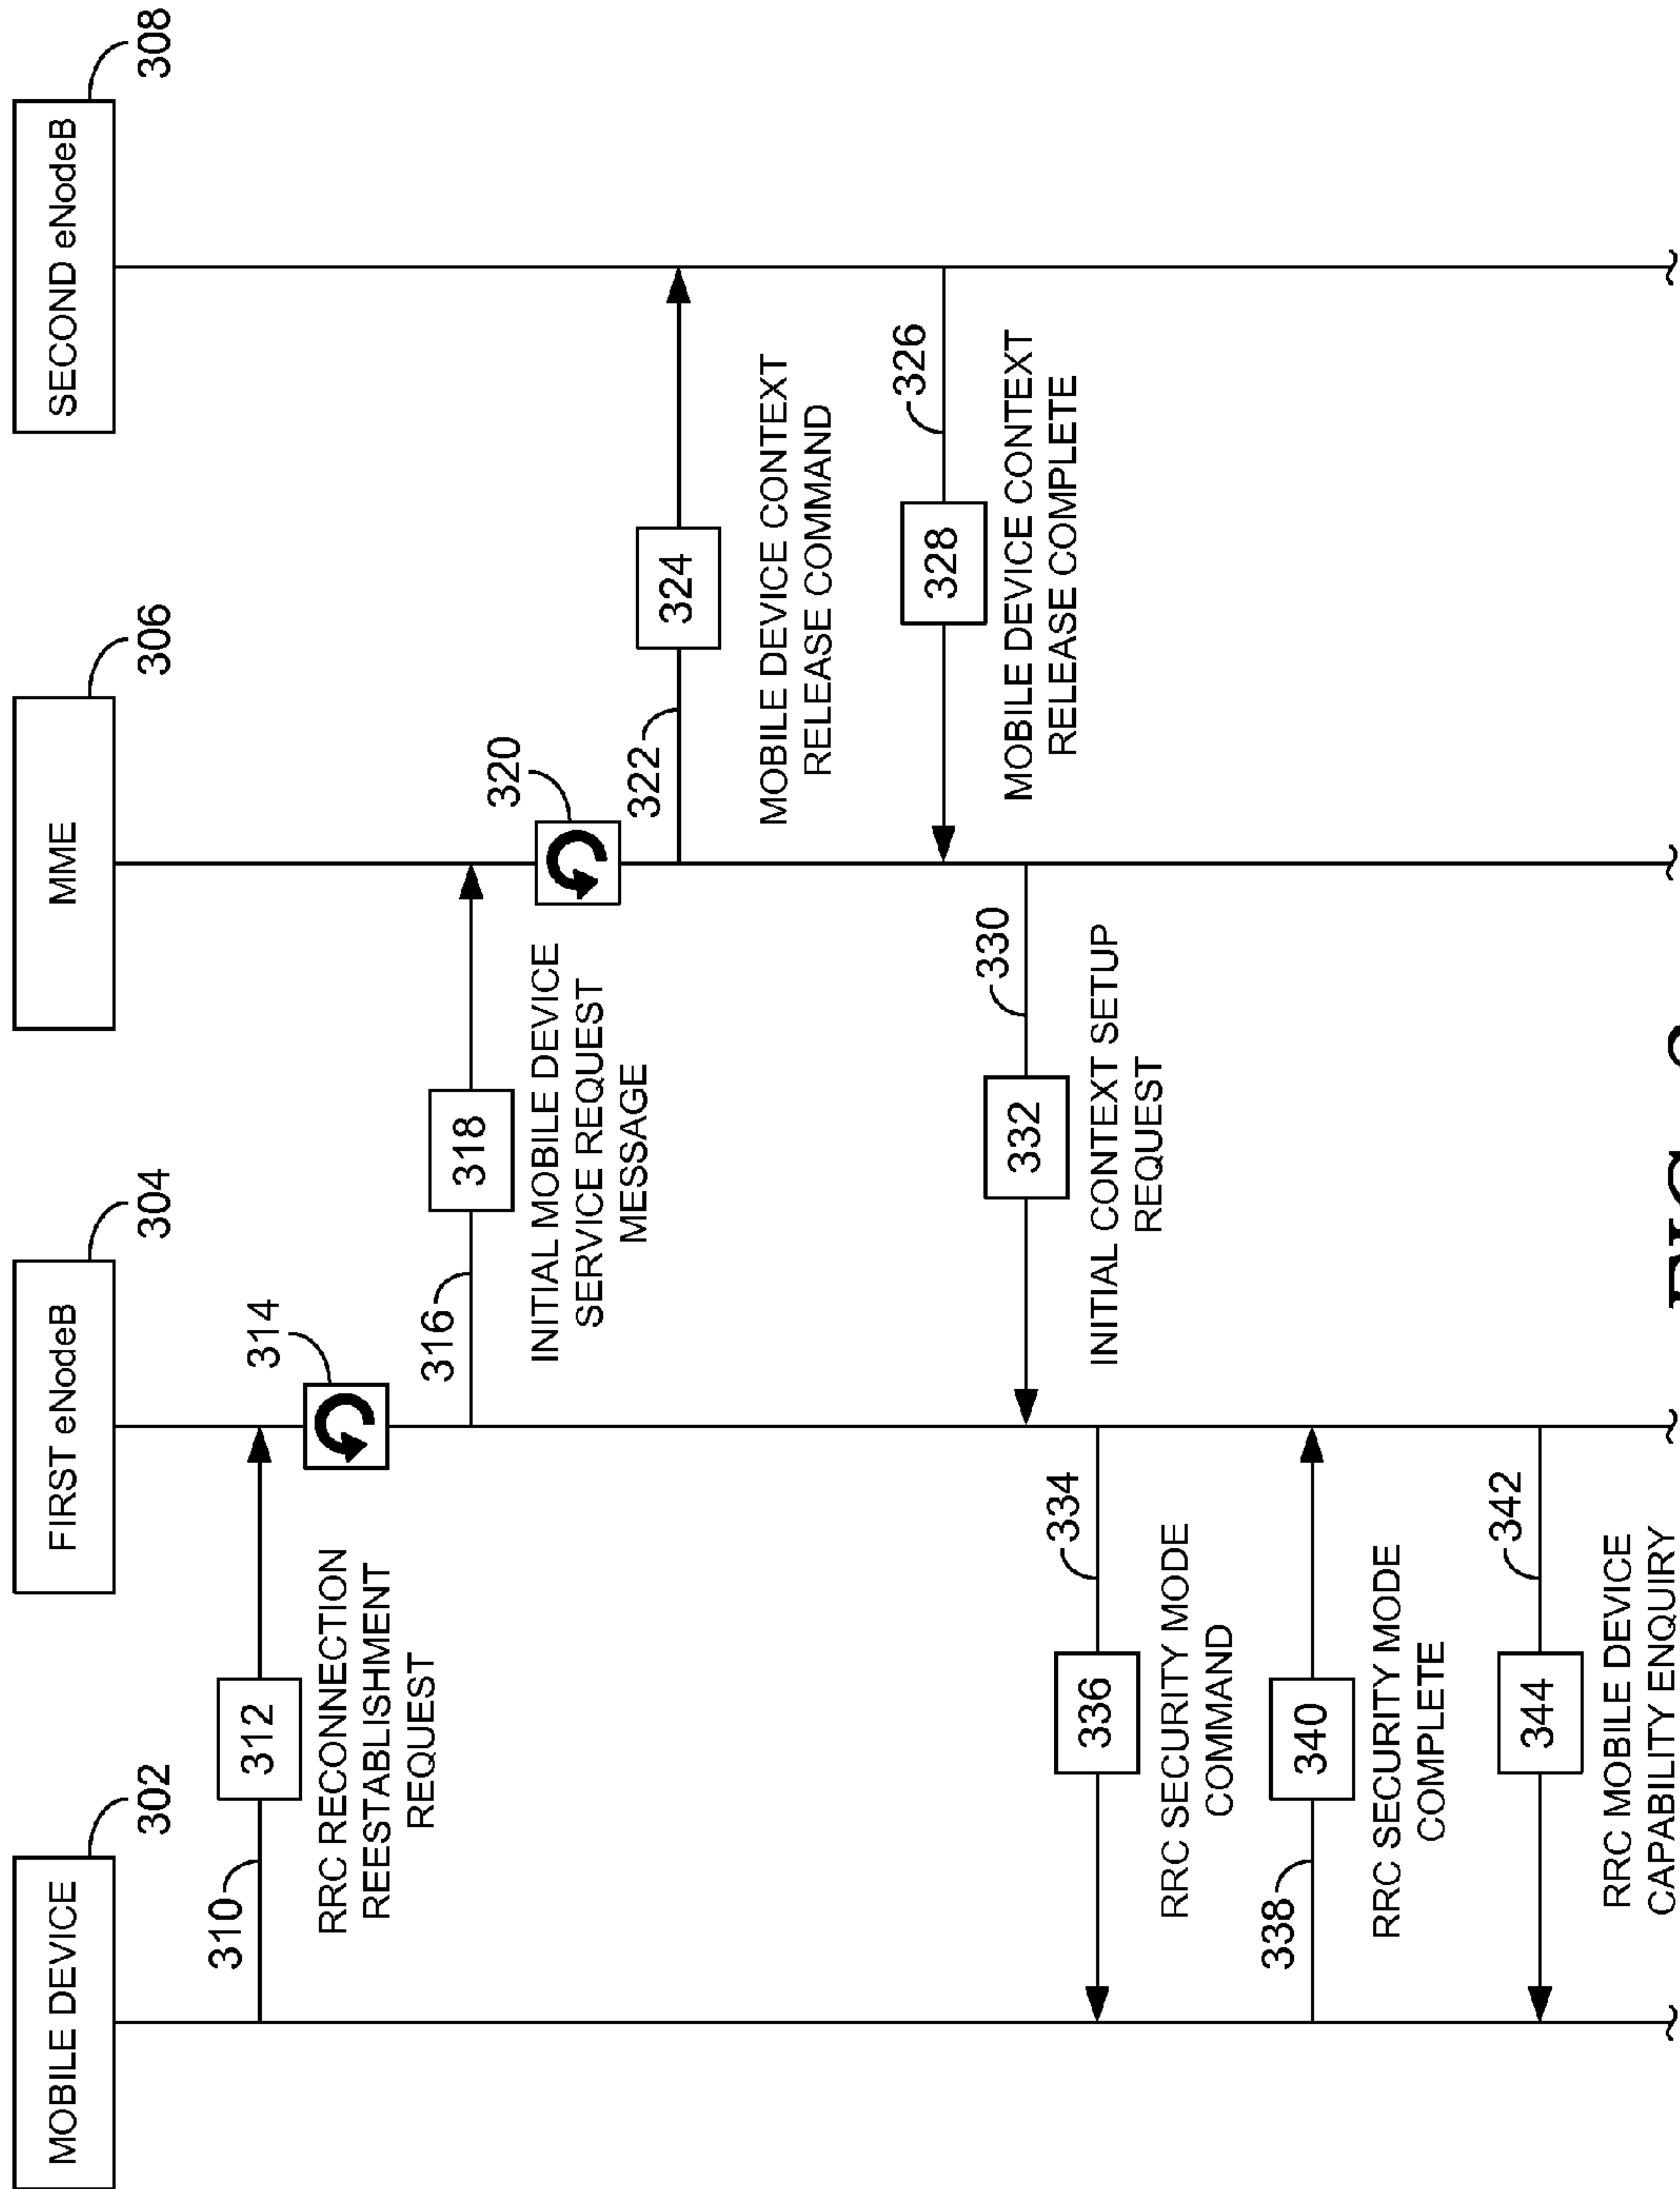 MOBILE DEVICE
302
FIRST eNodeB
304
MME
306
SECOND eNodeB
308
310
312
RRC RECONNECTION
REESTABLISHMENT
REQUEST
314
316
318
INITIAL MOBILE DEVICE
SERVICE REQUEST
MESSAGE
320
322
324
MOBILE DEVICE CONTEXT
RELEASE COMMAND
326
328
MOBILE DEVICE CONTEXT
RELEASE COMPLETE
330
332
INITIAL CONTEXT SETUP
REQUEST
334
336
RRC SECURITY MODE
COMMAND
338
340
RRC SECURITY MODE
COMPLETE
342
344
RRC MOBILE DEVICE
CAPABILITY ENQUIRY